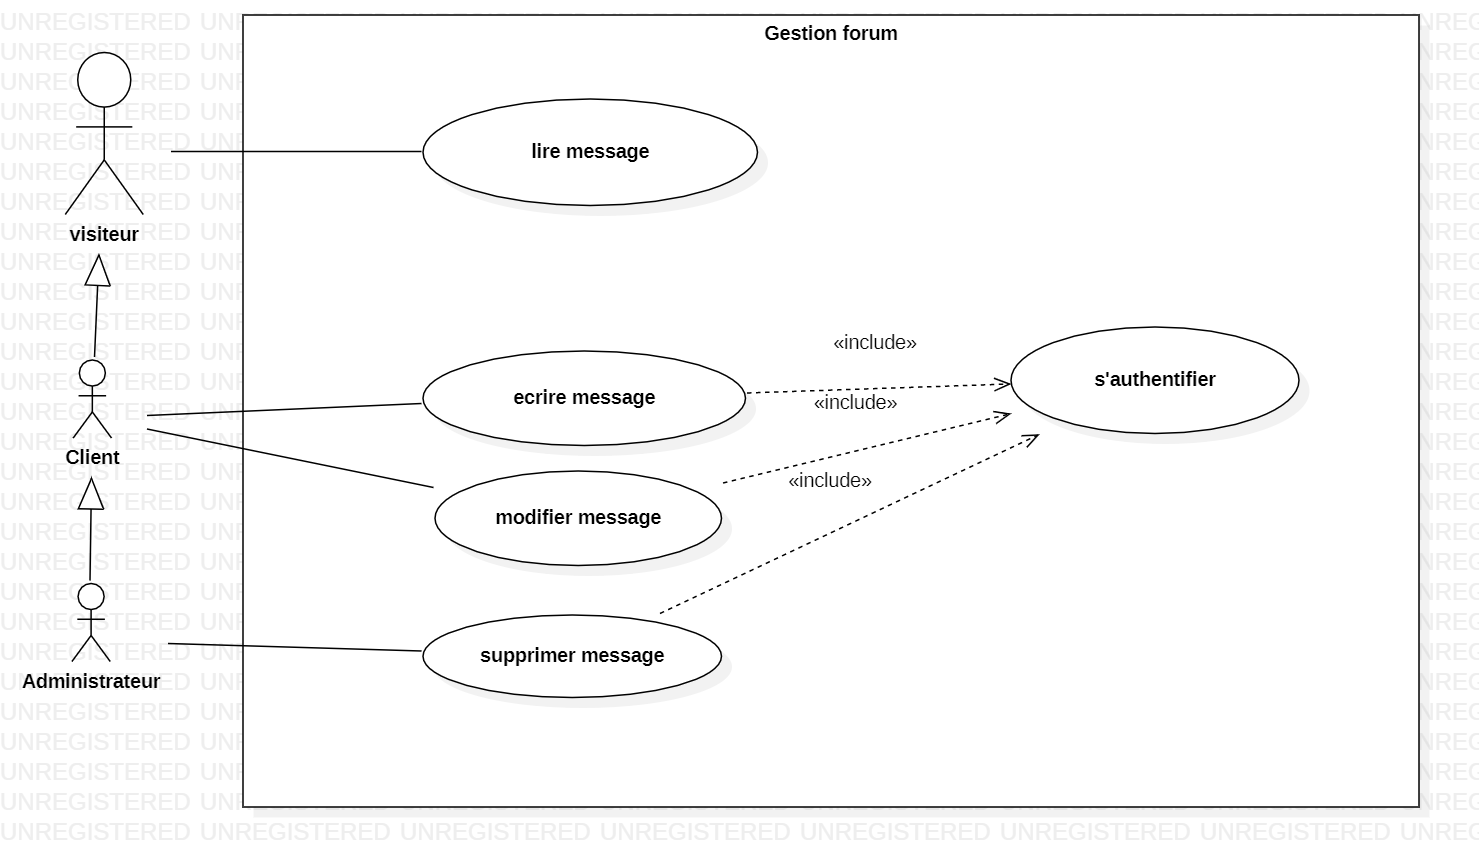 Gestion forum
lire message
visiteur
«include»
s'authentifier
ecrire message
«include»
Client
«include»
modifier message
supprimer message
Administrateur
UNREGISTERED UNREGISTERED UNREGISTERED UNREGISTERED UNREGISTERED UNREGISTERED UNREGISTERED UNREG